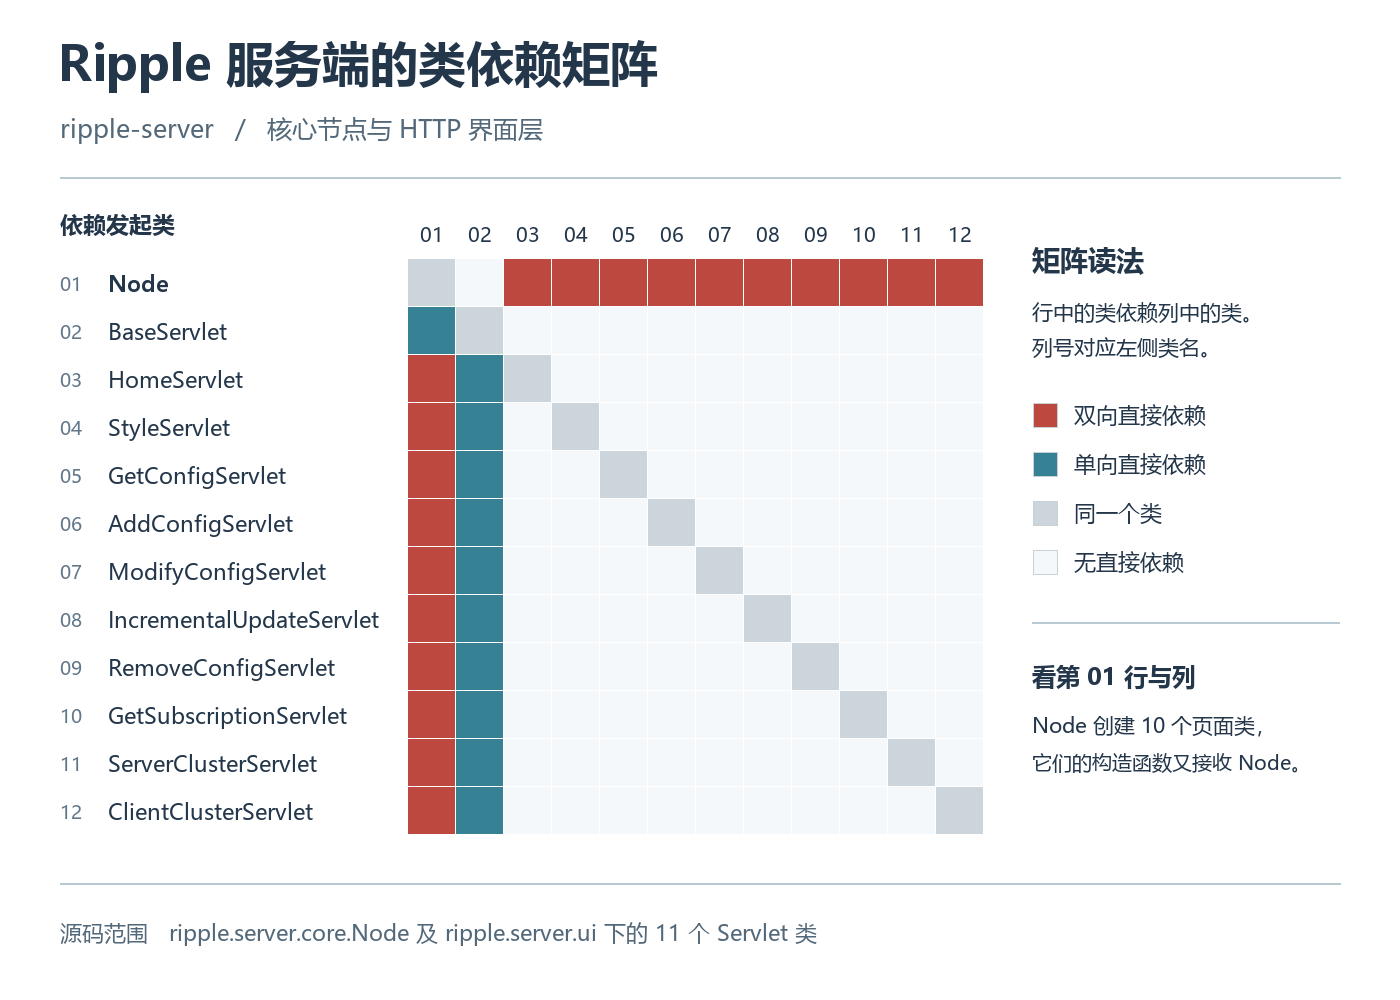 Ripple 服务端的类依赖矩阵
ripple-server / 核心节点与 HTTP 界面层
依赖发起类
01 02 03 04 05 06 07 08 09 10 11 12
01 Node
02 BaseServlet
03 HomeServlet
04 StyleServlet
05 GetConfigServlet
06 AddConfigServlet
07 ModifyConfigServlet
08 IncrementalUpdateServlet
09 RemoveConfigServlet
10 GetSubscriptionServlet
11 ServerClusterServlet
12 ClientClusterServlet
矩阵读法
行中的类依赖列中的类。
列号对应左侧类名。
双向直接依赖
单向直接依赖
同一个类
无直接依赖
看第 01 行与列
Node 创建 10 个页面类，
它们的构造函数又接收 Node。
源码范围 ripple.server.core.Node 及 ripple.server.ui 下的 11 个 Servlet 类